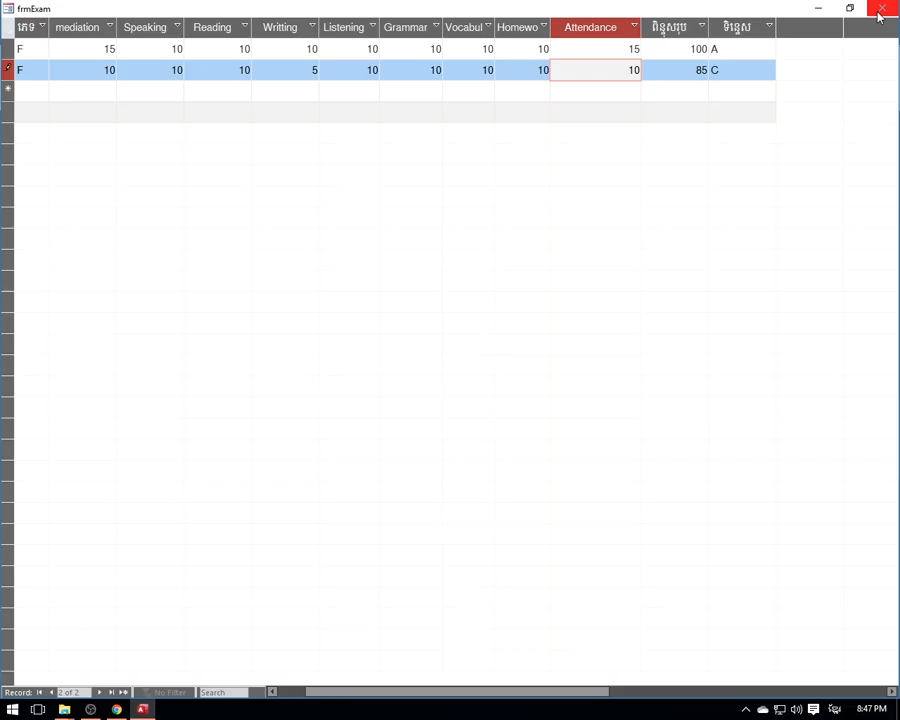 frmExam
ភេទ mediation Speaking Reading Writting Listening Grammar Vocabul Homewo Attendance ពិន្ទុសរុប ទិន្ទេស
F 15 10 10 10 10 10 10 10 15 100 A
F 10 10 10 5 10 10 10 10 10 85 C
Record: 2 of 2 No Filter Search
8:47 PM